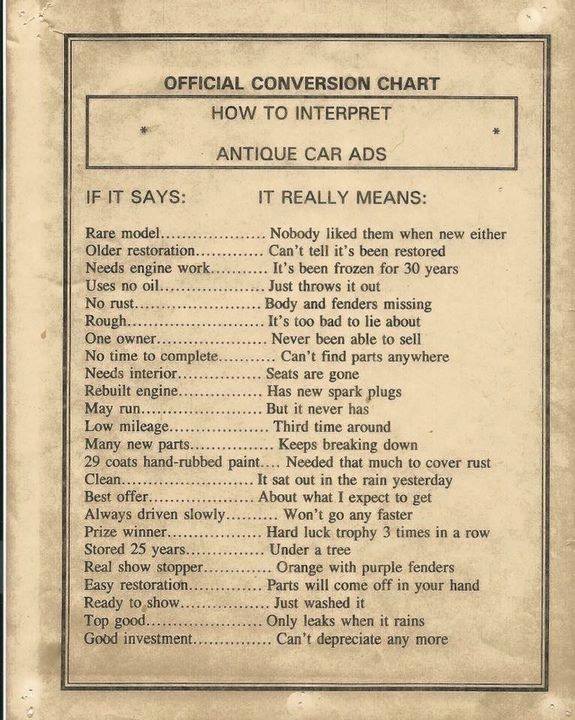 OFFICIAL CONVERSION CHART
HOW TO INTERPRET
* *
ANTIQUE CAR ADS
IF IT SAYS: IT REALLY MEANS:
Rare model.................... Nobody liked them when new either
Older restoration............. Can't tell it's been restored
Needs engine work........... It's been frozen for 30 years
Uses no oil.................... Just throws it out
No rust........................ Body and fenders missing
Rough.......................... It's too bad to lie about
One owner..................... Never been able to sell
No time to complete........... Can't find parts anywhere
Needs interior................ Seats are gone
Rebuilt engine................ Has new spark plugs
May run....................... But it never has
Low mileage................... Third time around
Many new parts................ Keeps breaking down
29 coats hand-rubbed paint.... Needed that much to cover rust
Clean.......................... It sat out in the rain yesterday
Best offer.................... About what I expect to get
Always driven slowly.......... Won't go any faster
Prize winner................... Hard luck trophy 3 times in a row
Stored 25 years............... Under a tree
Real show stopper............. Orange with purple fenders
Easy restoration.............. Parts will come off in your hand
Ready to show................. Just washed it
Top good....................... Only leaks when it rains
Good investment............... Can't depreciate any more